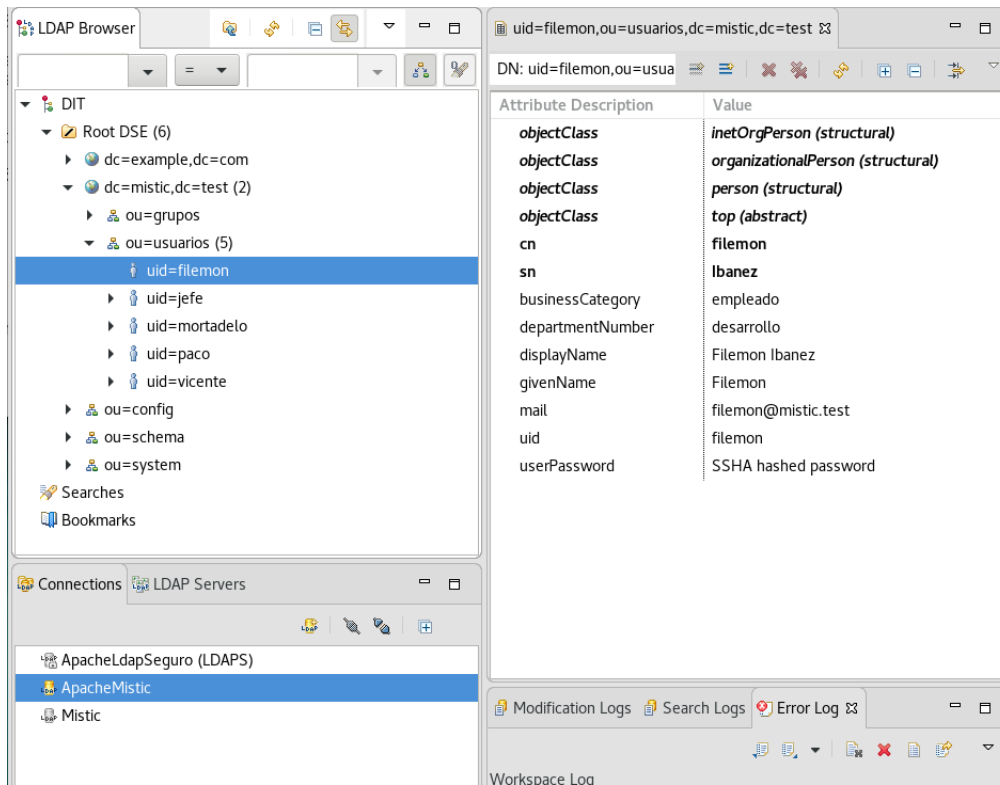 LDAP Browser
=
DIT
Root DSE (6)
dc=example,dc=com
dc=mistic,dc=test (2)
ou=grupos
ou=usuarios (5)
uid=filemon
uid=jefe
uid=mortadelo
uid=paco
uid=vicente
ou=config
ou=schema
ou=system
Searches
Bookmarks
Connections LDAP Servers
ApacheLdapSeguro (LDAPS)
ApacheMistic
Mistic
uid=filemon,ou=usuarios,dc=mistic,dc=test
DN: uid=filemon,ou=usua
Attribute Description Value
objectClass inetOrgPerson (structural)
objectClass organizationalPerson (structural)
objectClass person (structural)
objectClass top (abstract)
cn filemon
sn Ibanez
businessCategory empleado
departmentNumber desarrollo
displayName Filemon Ibanez
givenName Filemon
mail filemon@mistic.test
uid filemon
userPassword SSHA hashed password
Modification Logs Search Logs Error Log
Workspace Log